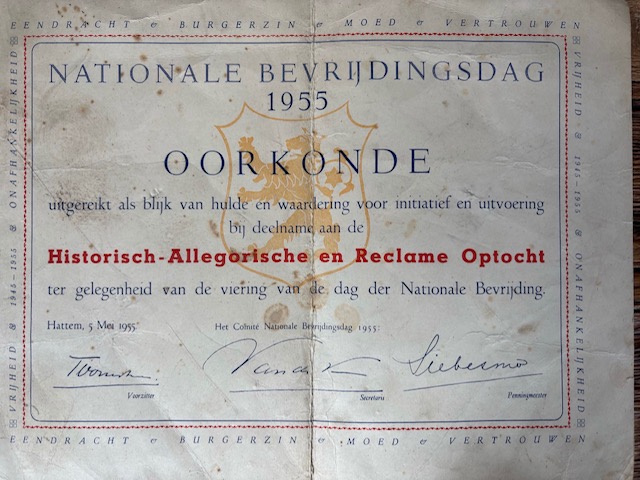 EENDRACHT & BURGERZIN & MOED & VERTROUWEN
VRIJHEID & 1945-1955 & ONAFHANKELIJKHEID
NATIONALE BEVRIJDINGSDAG
1955
OORKONDE
uitgereikt als blijk van hulde en waardering voor initiatief en uitvoering
bij deelname aan de
Historisch-Allegorische en Reclame Optocht
ter gelegenheid van de viering van de dag der Nationale Bevrijding.
Hattem, 5 Mei 1955
Het Comité Nationale Bevrijdingsdag 1955:
Voorzitter
Secretaris
Penningmeester
VRIJHEID & 1945-1955 & ONAFHANKELIJKHEID
EENDRACHT & BURGERZIN & MOED & VERTROUWEN